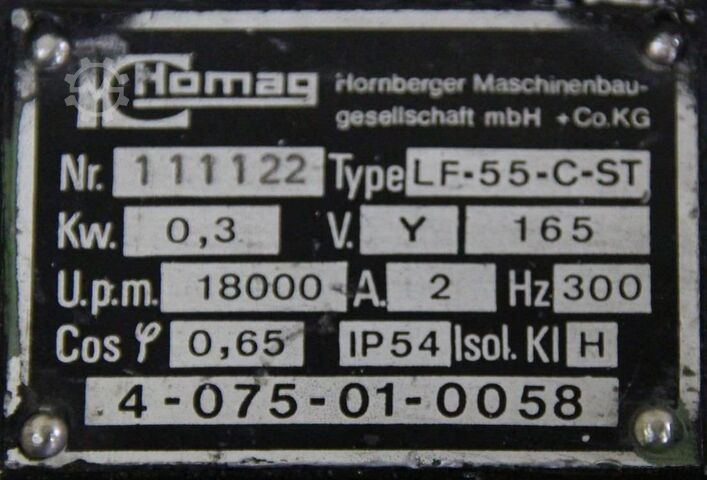 Homag Hornberger Maschinenbau-
gesellschaft mbH + Co. KG
Nr. 111122 Type LF-55-C-ST
Kw. 0,3 V. Y 165
U.p.m. 18000 A. 2 Hz 300
Cos φ 0,65 IP54 Isol. Kl H
4-075-01-0058